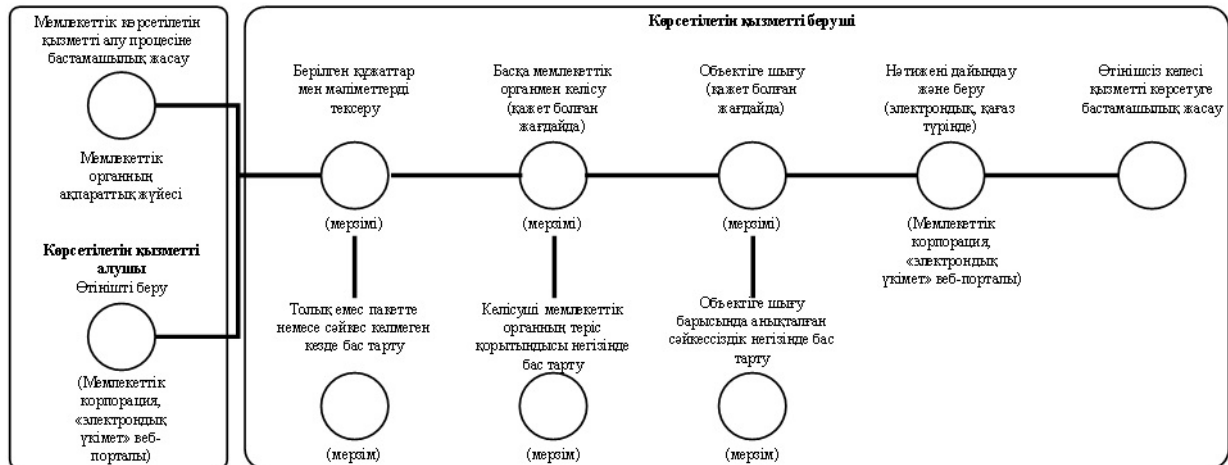 Мемлекеттік көрсетілетін
қызметті алу процесіне
бастамашылық жасау
Мемлекеттік
органның
ақпараттық жүйесі
Көрсетілетін қызметті
алушы
Өтінішті беру
(Мемлекеттік
корпорация,
«электрондық
үкімет» веб-
порталы)
Көрсетілетін қызметті беруші
Берілген құжаттар
мен мәліметтерді
тексеру
(мерзімі)
Толық емес пакетте
немесе сәйкес келмеген
кезде бас тарту
(мерзім)
Басқа мемлекеттік
органмен келісу
(қажет болған
жағдайда)
(мерзімі)
Келісуші мемлекеттік
органның теріс
қорытындысы негізінде
бас тарту
(мерзім)
Объектіге шығу
(қажет болған
жағдайда)
(мерзімі)
Объектіге шығу
барысында анықталған
сәйкессіздік негізінде бас
тарту
(мерзім)
Нәтижені дайындау
және беру
(электрондық, қағаз
түрінде)
(Мемлекеттік
корпорация,
«электрондық
үкімет» веб-порталы)
Өтінішсіз келесі
қызметті көрсетуге
бастамашылық жасау